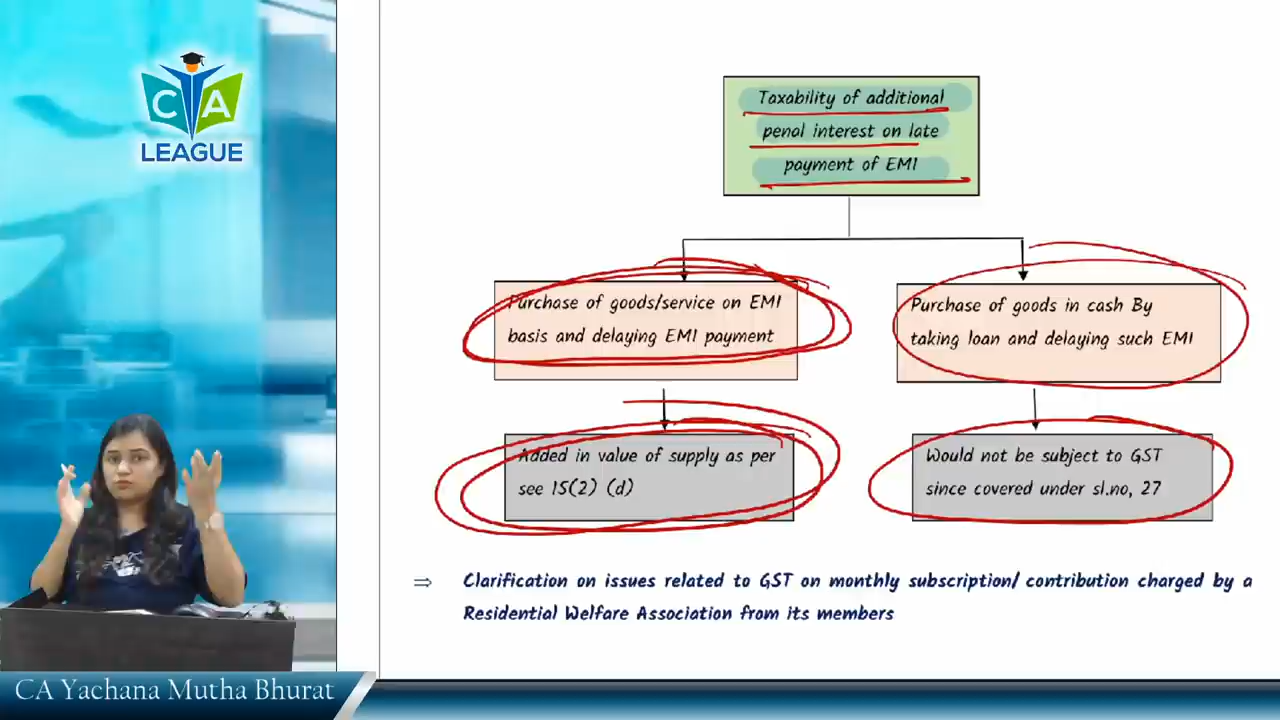 C A
LEAGUE
Taxability of additional
penal interest on late
payment of EMI
Purchase of goods/service on EMI
basis and delaying EMI payment
Purchase of goods in cash By
taking loan and delaying such EMI
Added in value of supply as per
see 15(2) (d)
Would not be subject to GST
since covered under sl.no, 27
⇒ Clarification on issues related to GST on monthly subscription/ contribution charged by a
Residential Welfare Association from its members
CA Yachana Mutha Bhurat